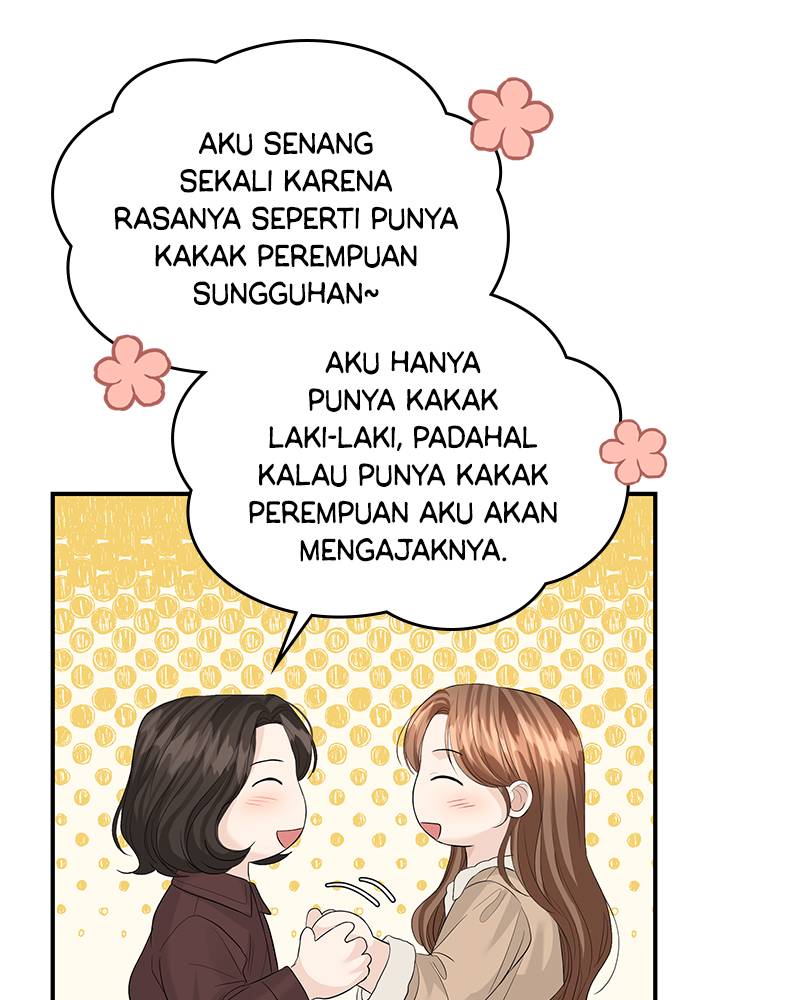 AKU SENANG
SEKALI KARENA
RASANYA SEPERTI PUNYA
KAKAK PEREMPUAN
SUNGGUHAN~
AKU HANYA
PUNYA KAKAK
LAKI-LAKI, PADAHAL
KALAU PUNYA KAKAK
PEREMPUAN AKU AKAN
MENGAJAKNYA.